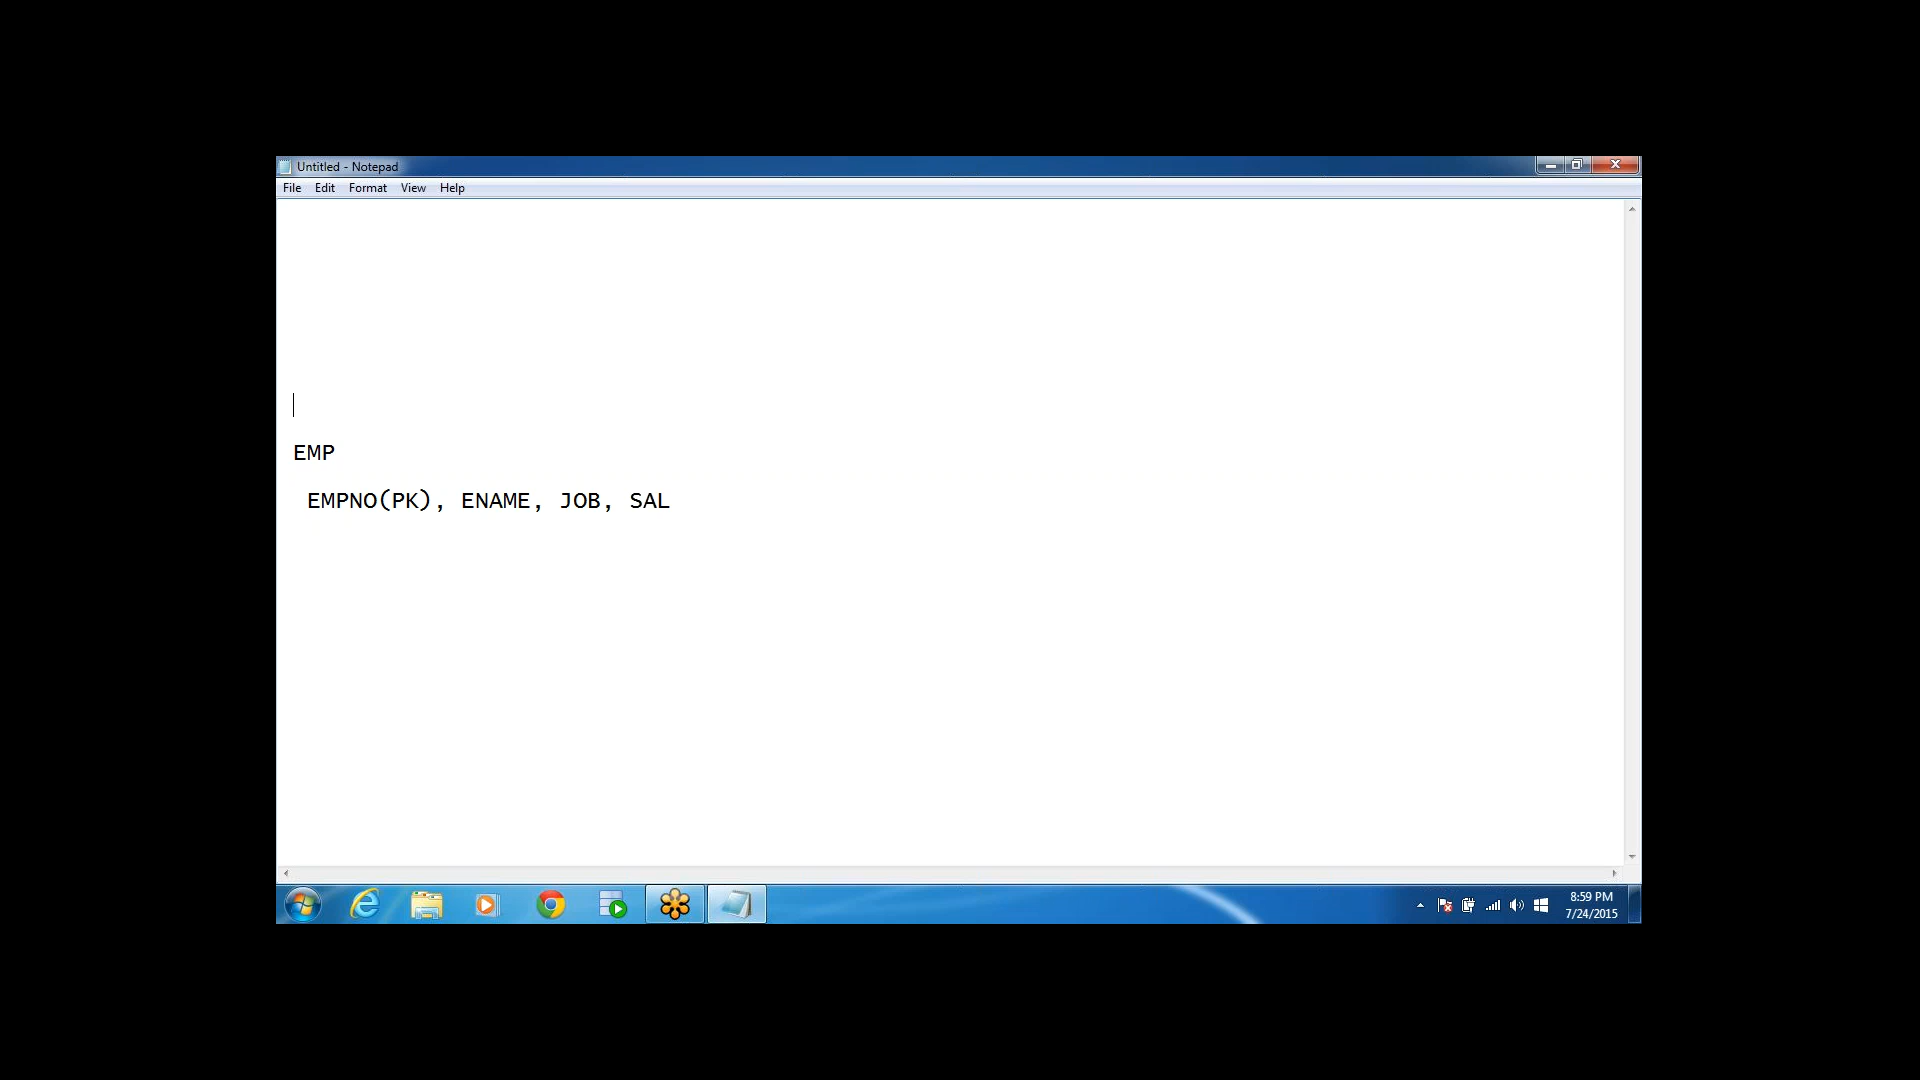 Untitled - Notepad
File Edit Format View Help
EMP
EMPNO(PK), ENAME, JOB, SAL
8:59 PM
7/24/2015